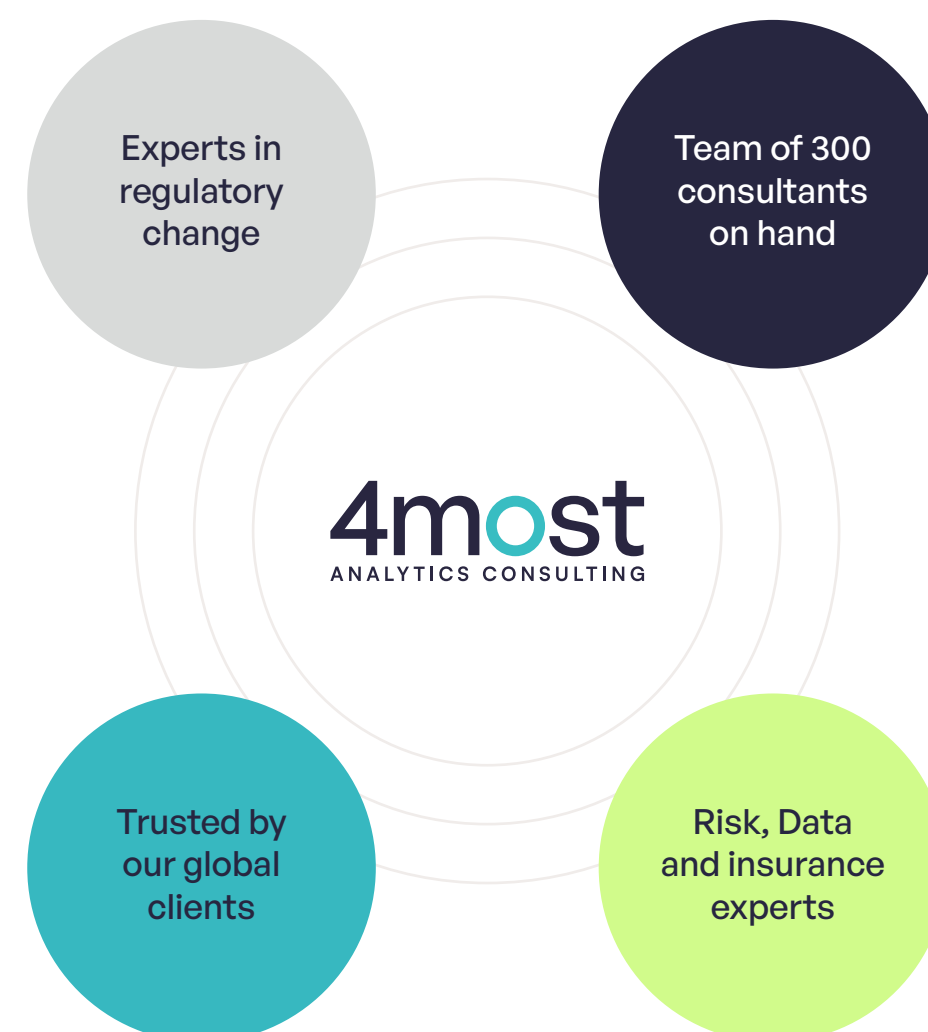 Experts in
regulatory
change
Team of 300
consultants
on hand
4most
ANALYTICS CONSULTING
Trusted by
our global
clients
Risk, Data
and insurance
experts